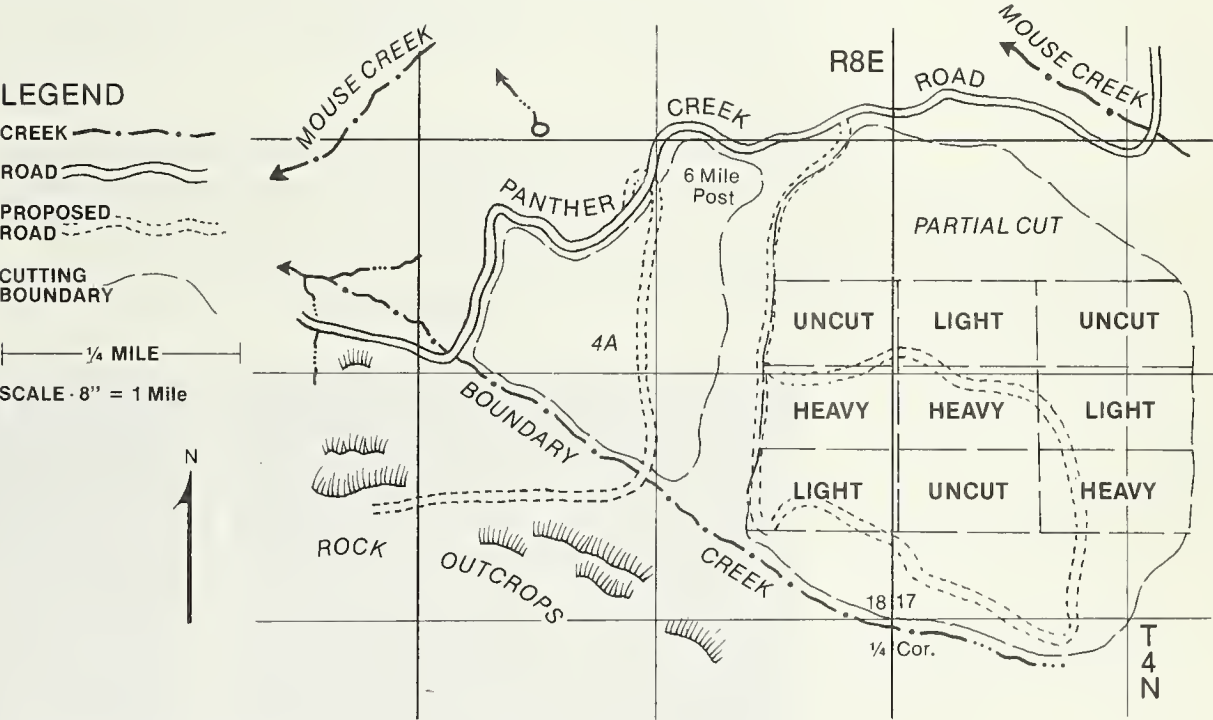 LEGEND
CREEK
ROAD
PROPOSED
ROAD
CUTTING
BOUNDARY
¼ MILE
SCALE · 8" = 1 Mile
N
MOUSE CREEK
R8E
MOUSE CREEK
PANTHER CREEK ROAD
6 Mile
Post
PARTIAL CUT
4A
UNCUT LIGHT UNCUT
HEAVY HEAVY LIGHT
LIGHT UNCUT HEAVY
BOUNDARY CREEK
ROCK OUTCROPS
18 17
¼ Cor.
T
4
N